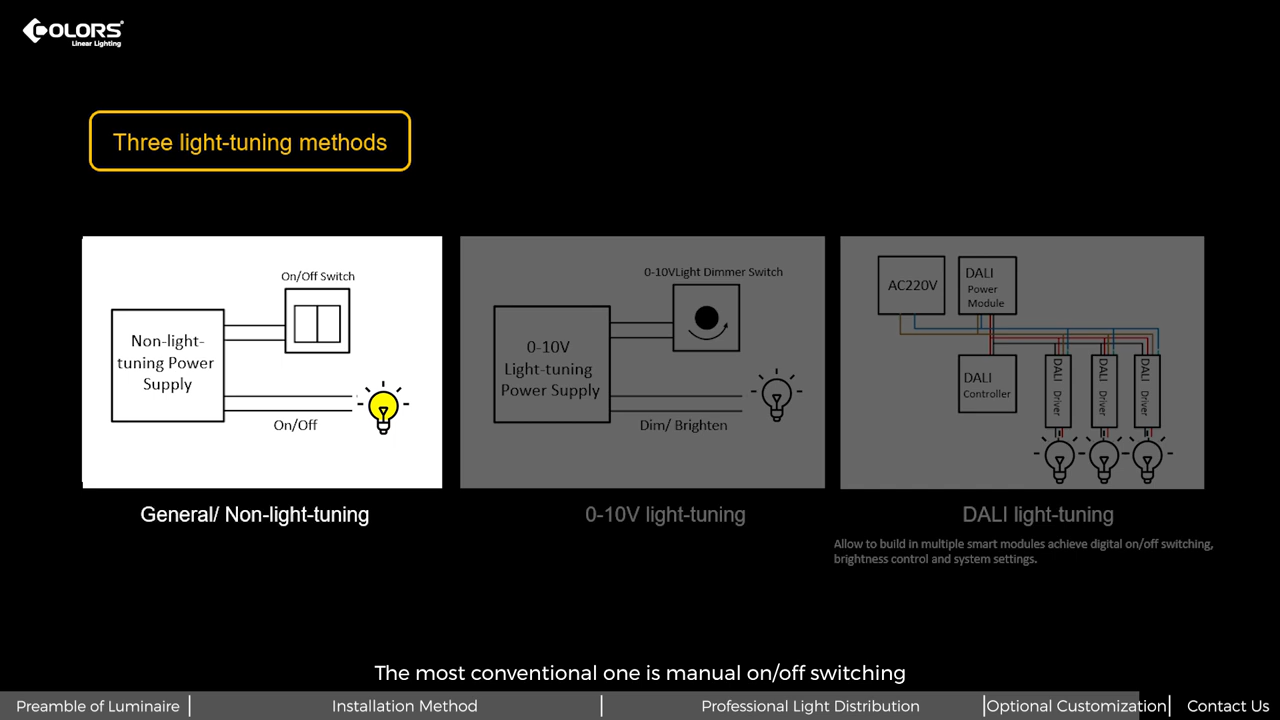 COLORS®
Linear Lighting
Three light-tuning methods
On/Off Switch
Non-light-
tuning Power
Supply
On/Off
General/ Non-light-tuning
0-10VLight Dimmer Switch
0-10V
Light-tuning
Power Supply
Dim/ Brighten
0-10V light-tuning
AC220V
DALI
Power
Module
DALI
Controller
DALI Driver
DALI Driver
DALI Driver
DALI light-tuning
Allow to build in multiple smart modules achieve digital on/off switching,
brightness control and system settings.
The most conventional one is manual on/off switching
Preamble of Luminaire
Installation Method
Professional Light Distribution
Optional Customization
Contact Us